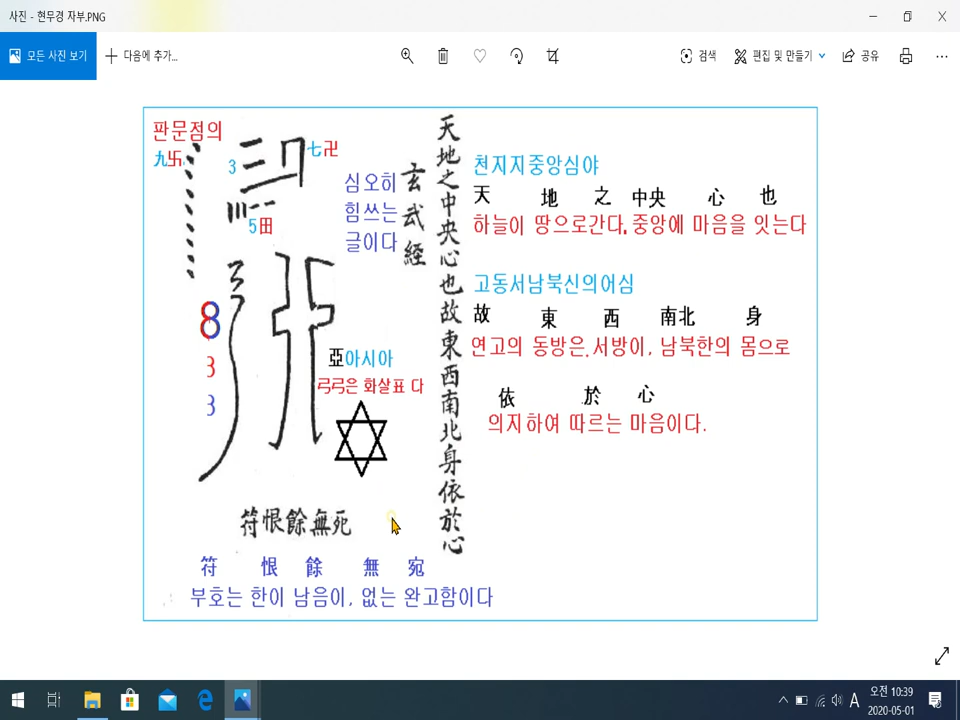 사진 - 현무경 자부.PNG
모든 사진 보기
다음에 추가...
검색
편집 및 만들기
공유
판문점의
九卐
3
七卍
5田
심오히
힘쓰는
글이다
玄武経
天地之中央心也故東西南北身依於心
8
3
3
亞아시아
弓弓은 화살표 다
符恨餘無死
符 恨 餘 無 宛
부호는 한이 남음이, 없는 완고함이다
천지지중앙심야
天 地 之 中央 心 也
하늘이 땅으로간다, 중앙에 마음을 잇는다
고동서남북신의어심
故 東 西 南北 身
연고의 동방은, 서방이, 남북한의 몸으로
依 於 心
의지하여 따르는 마음이다.
A
오전 10:39
2020-05-01